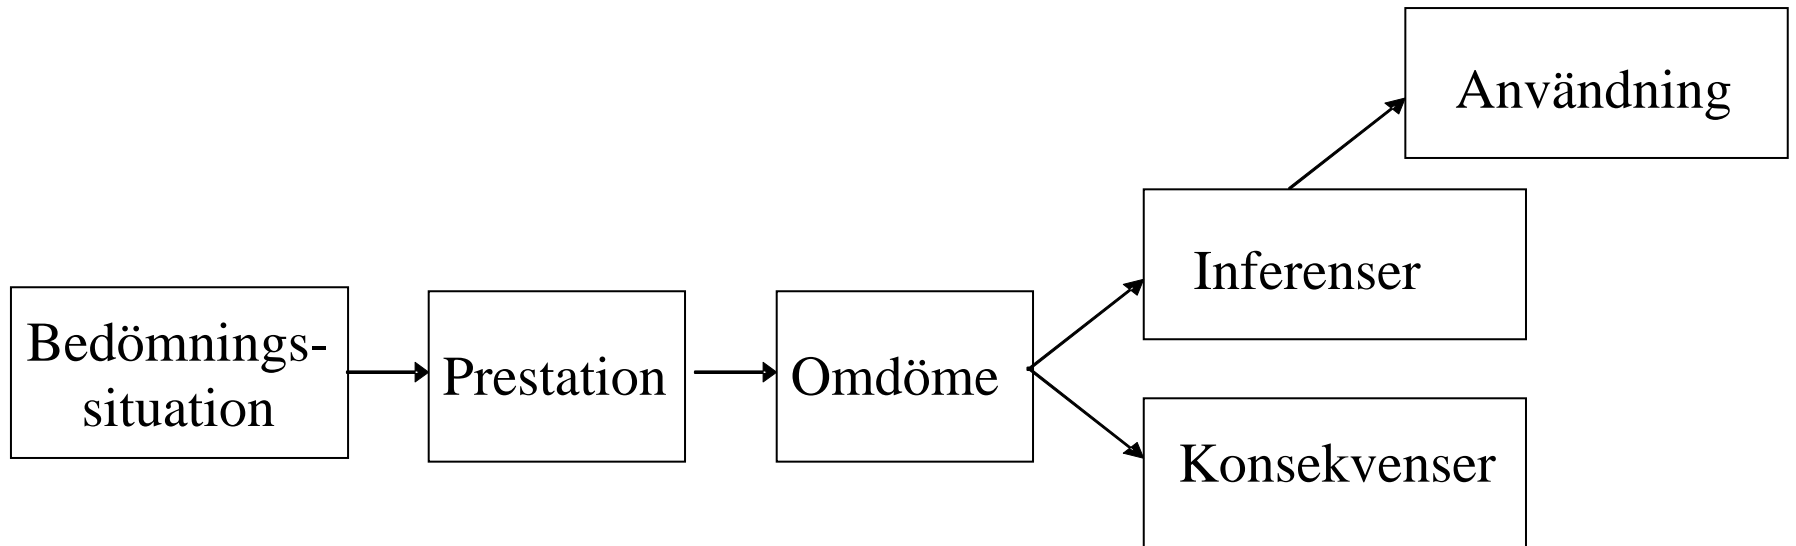 Användning
Inferenser
Bedömnings-
situation
Prestation
Omdöme
Konsekvenser